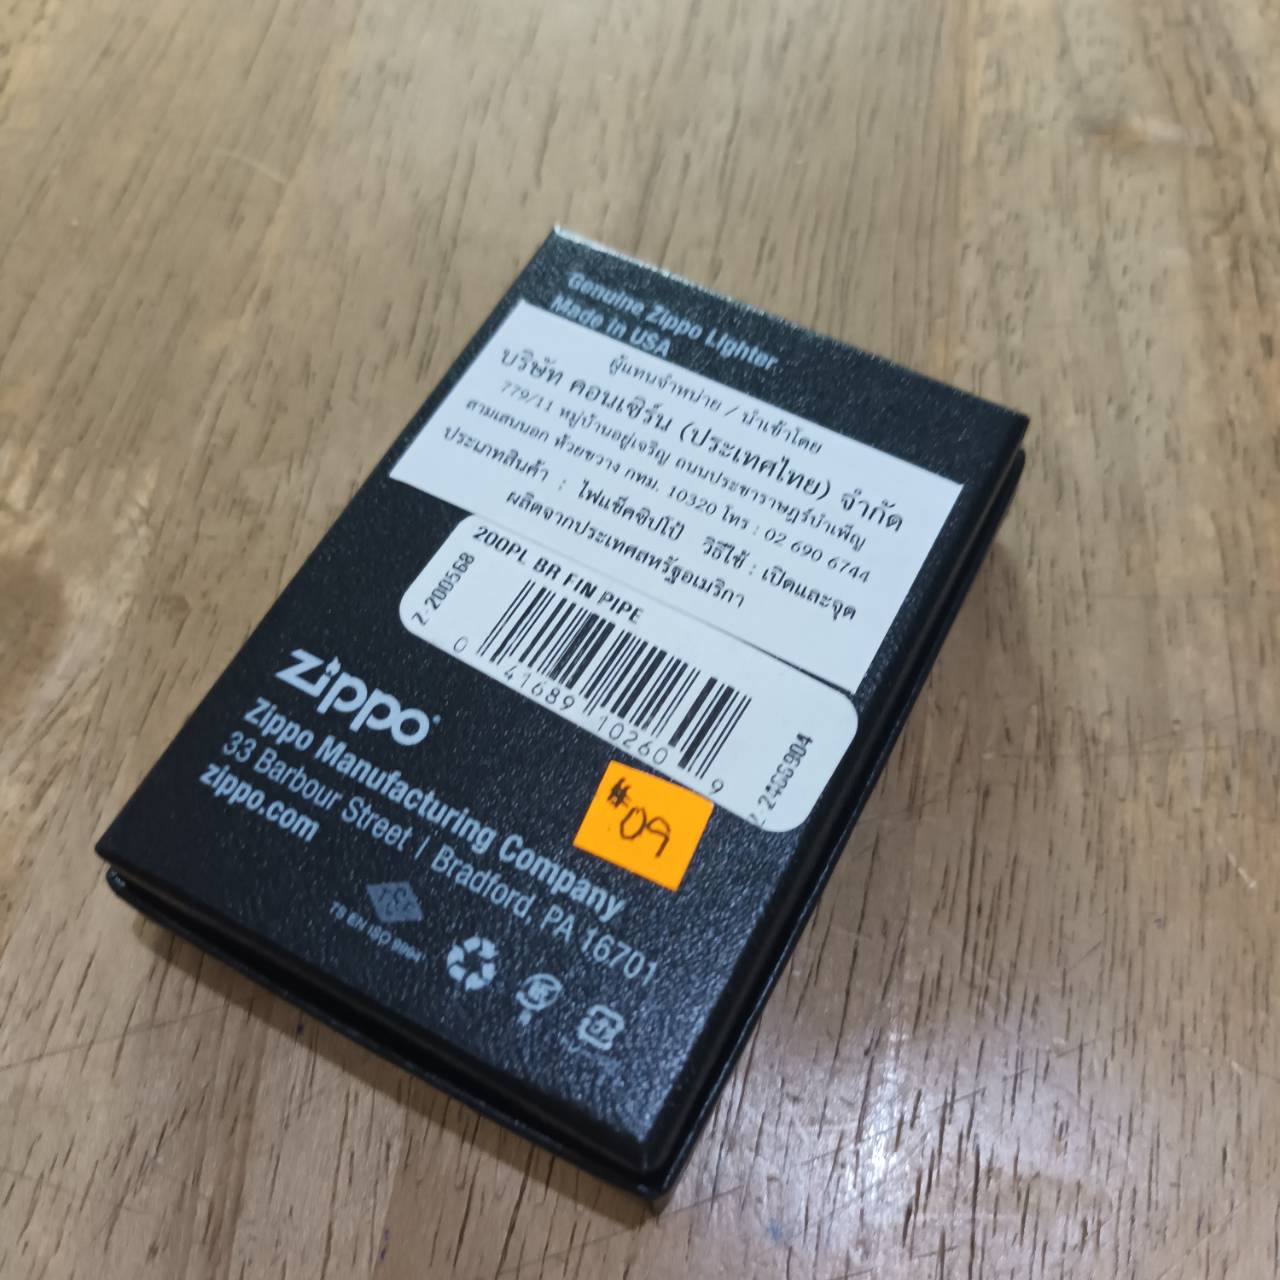 Genuine Zippo Lighter
Made in USA
ผู้แทนจำหน่าย / นำเข้าโดย
บริษัท คอนเซิร์น (ประเทศไทย) จำกัด
779/11 หมู่บ้านอยู่เจริญ ถนนประชาราษฎร์บำเพ็ญ
สามเสนนอก ห้วยขวาง กทม. 10320 โทร : 02 690 6744
ประเภทสินค้า : ไฟแช็คซิปโป้ วิธีใช้ : เปิดและจุด
ผลิตจากประเทศสหรัฐอเมริกา
200PL BR FIN PIPE
Z-200568
0 41689 10260 9
Z-2406904
#09
Zippo
Zippo Manufacturing Company
33 Barbour Street | Bradford, PA 16701
zippo.com